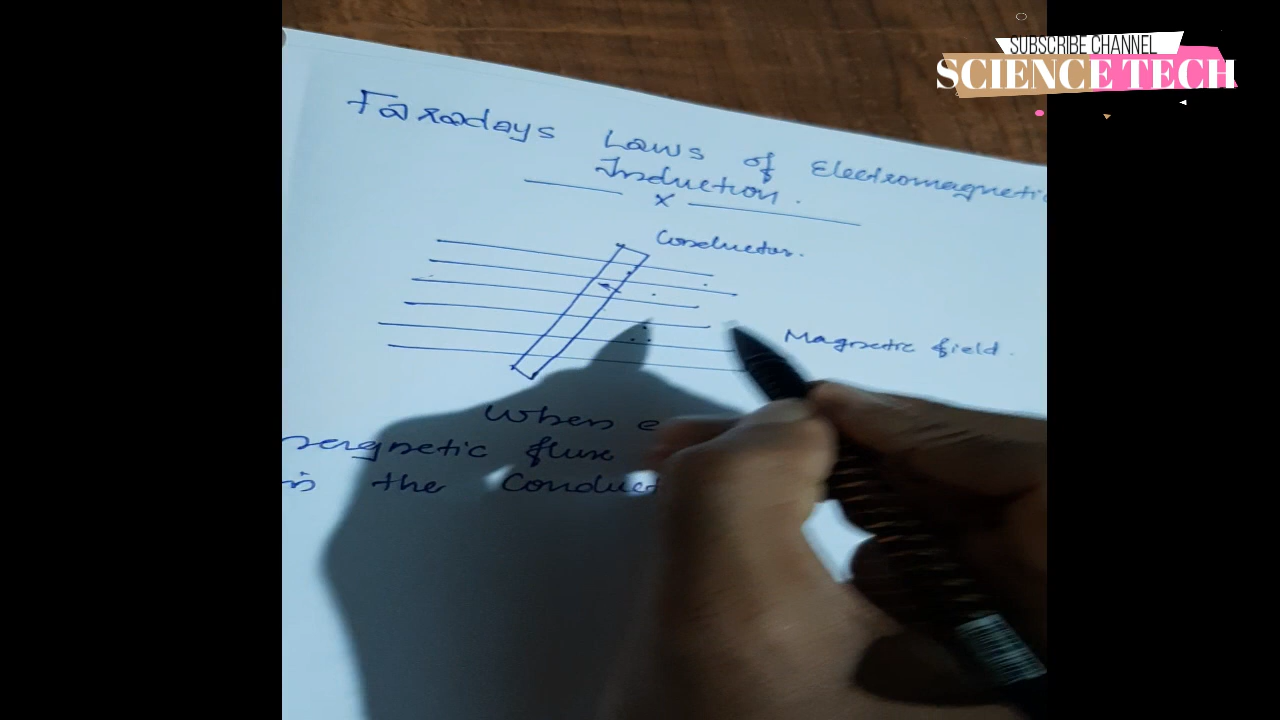 SUBSCRIBE CHANNEL
SCIENCE TECH
Faradays Laws of Electromagnetic
Induction.
x
Conductor.
Magnetic field.
When
magnetic flux
in the Conduct